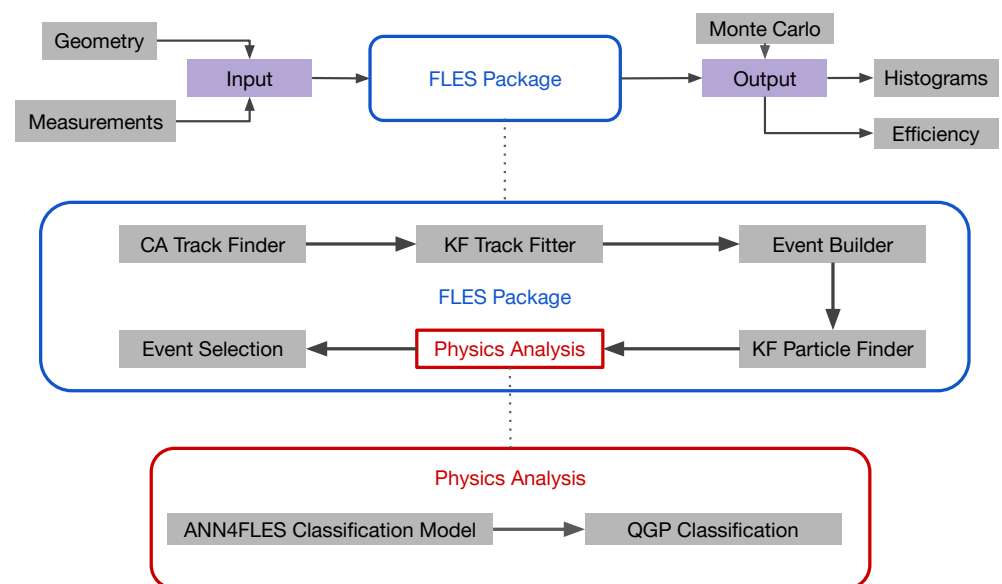 Geometry
Monte Carlo
Input
FLES Package
Output
Histograms
Measurements
Efficiency
CA Track Finder
KF Track Fitter
Event Builder
FLES Package
Event Selection
Physics Analysis
KF Particle Finder
Physics Analysis
ANN4FLES Classification Model
QGP Classification